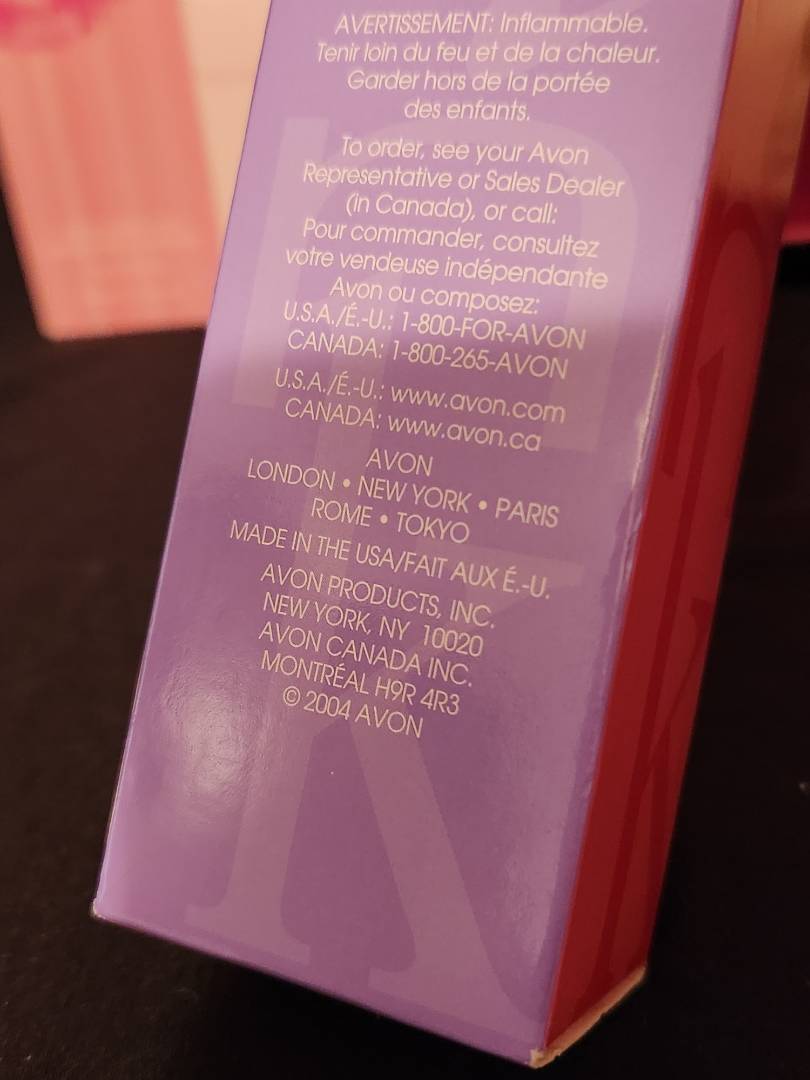 AVERTISSEMENT: Inflammable.
Tenir loin du feu et de la chaleur.
Garder hors de la portée
des enfants.
To order, see your Avon
Representative or Sales Dealer
(in Canada), or call:
Pour commander, consultez
votre vendeuse indépendante
Avon ou composez:
U.S.A./É.-U.: 1-800-FOR-AVON
CANADA: 1-800-265-AVON
U.S.A./É.-U.: www.avon.com
CANADA: www.avon.ca
AVON
LONDON • NEW YORK • PARIS
ROME • TOKYO
MADE IN THE USA/FAIT AUX É.-U.
AVON PRODUCTS, INC.
NEW YORK, NY 10020
AVON CANADA INC.
MONTRÉAL H9R 4R3
© 2004 AVON